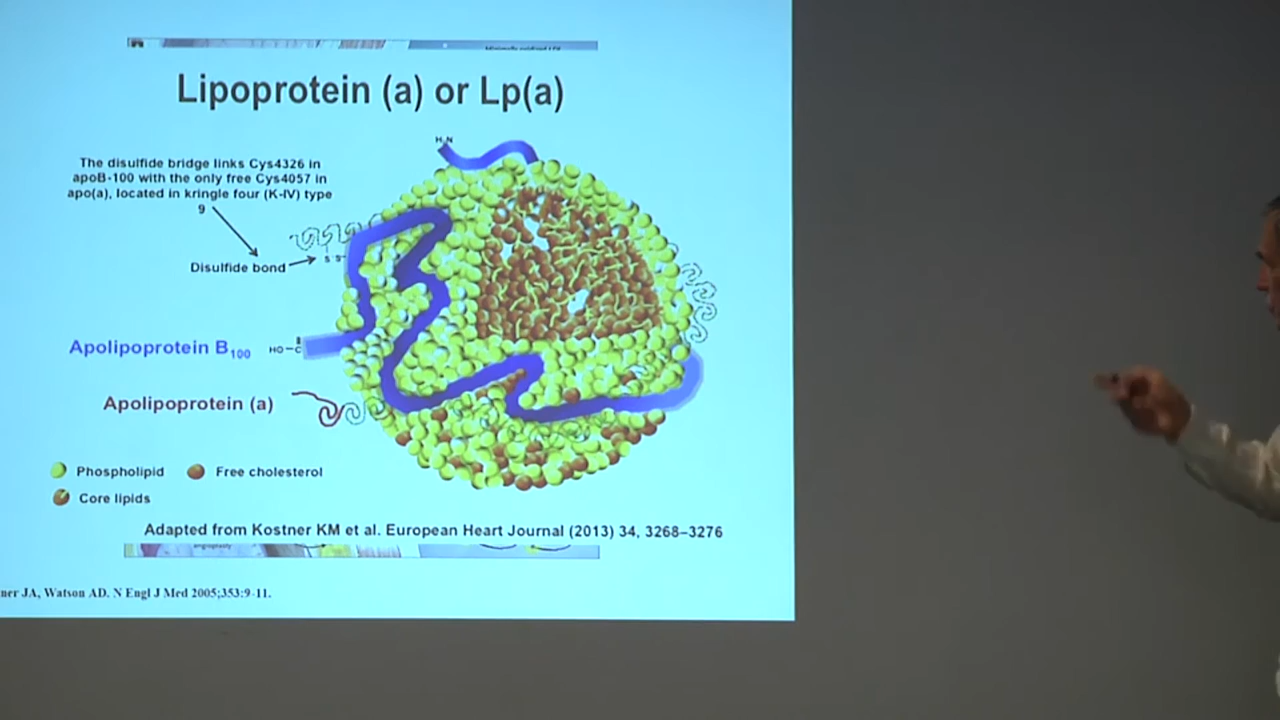 Lipoprotein (a) or Lp(a)
H₂N
The disulfide bridge links Cys4326 in
apoB-100 with the only free Cys4057 in
apo(a), located in kringle four (K-IV) type
9
S S
Disulfide bond
Apolipoprotein B₁₀₀
HO–C
Apolipoprotein (a)
Phospholipid
Free cholesterol
Core lipids
Adapted from Kostner KM et al. European Heart Journal (2013) 34, 3268–3276
angioplasty
ner JA, Watson AD. N Engl J Med 2005;353:9-11.